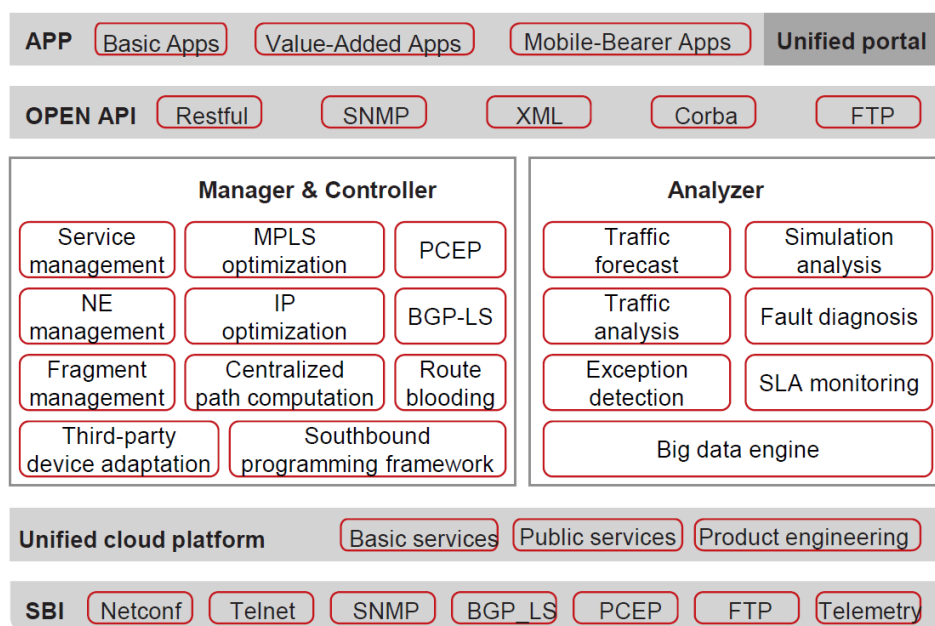 APP Basic Apps Value-Added Apps Mobile-Bearer Apps Unified portal
OPEN API Restful SNMP XML Corba FTP
Manager & Controller
Service
management
MPLS
optimization
PCEP
NE
management
IP
optimization
BGP-LS
Fragment
management
Centralized
path computation
Route
blooding
Third-party
device adaptation
Southbound
programming framework
Analyzer
Traffic
forecast
Simulation
analysis
Traffic
analysis
Fault diagnosis
Exception
detection
SLA monitoring
Big data engine
Unified cloud platform Basic services Public services Product engineering
SBI Netconf Telnet SNMP BGP_LS PCEP FTP Telemetry